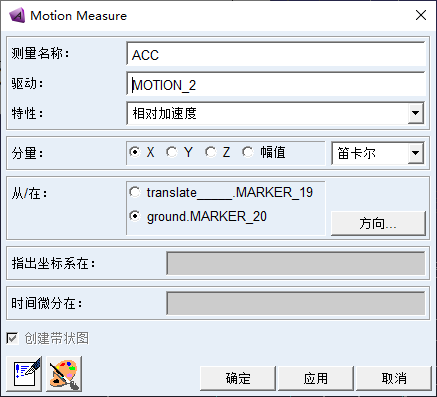 Motion Measure
测量名称： ACC
驱动： MOTION_2
特性： 相对加速度
分量： X Y Z 幅值 笛卡尔
从/在： translate_____.MARKER_19
ground.MARKER_20
方向...
指出坐标系在：
时间微分在：
创建带状图
确定 应用 取消